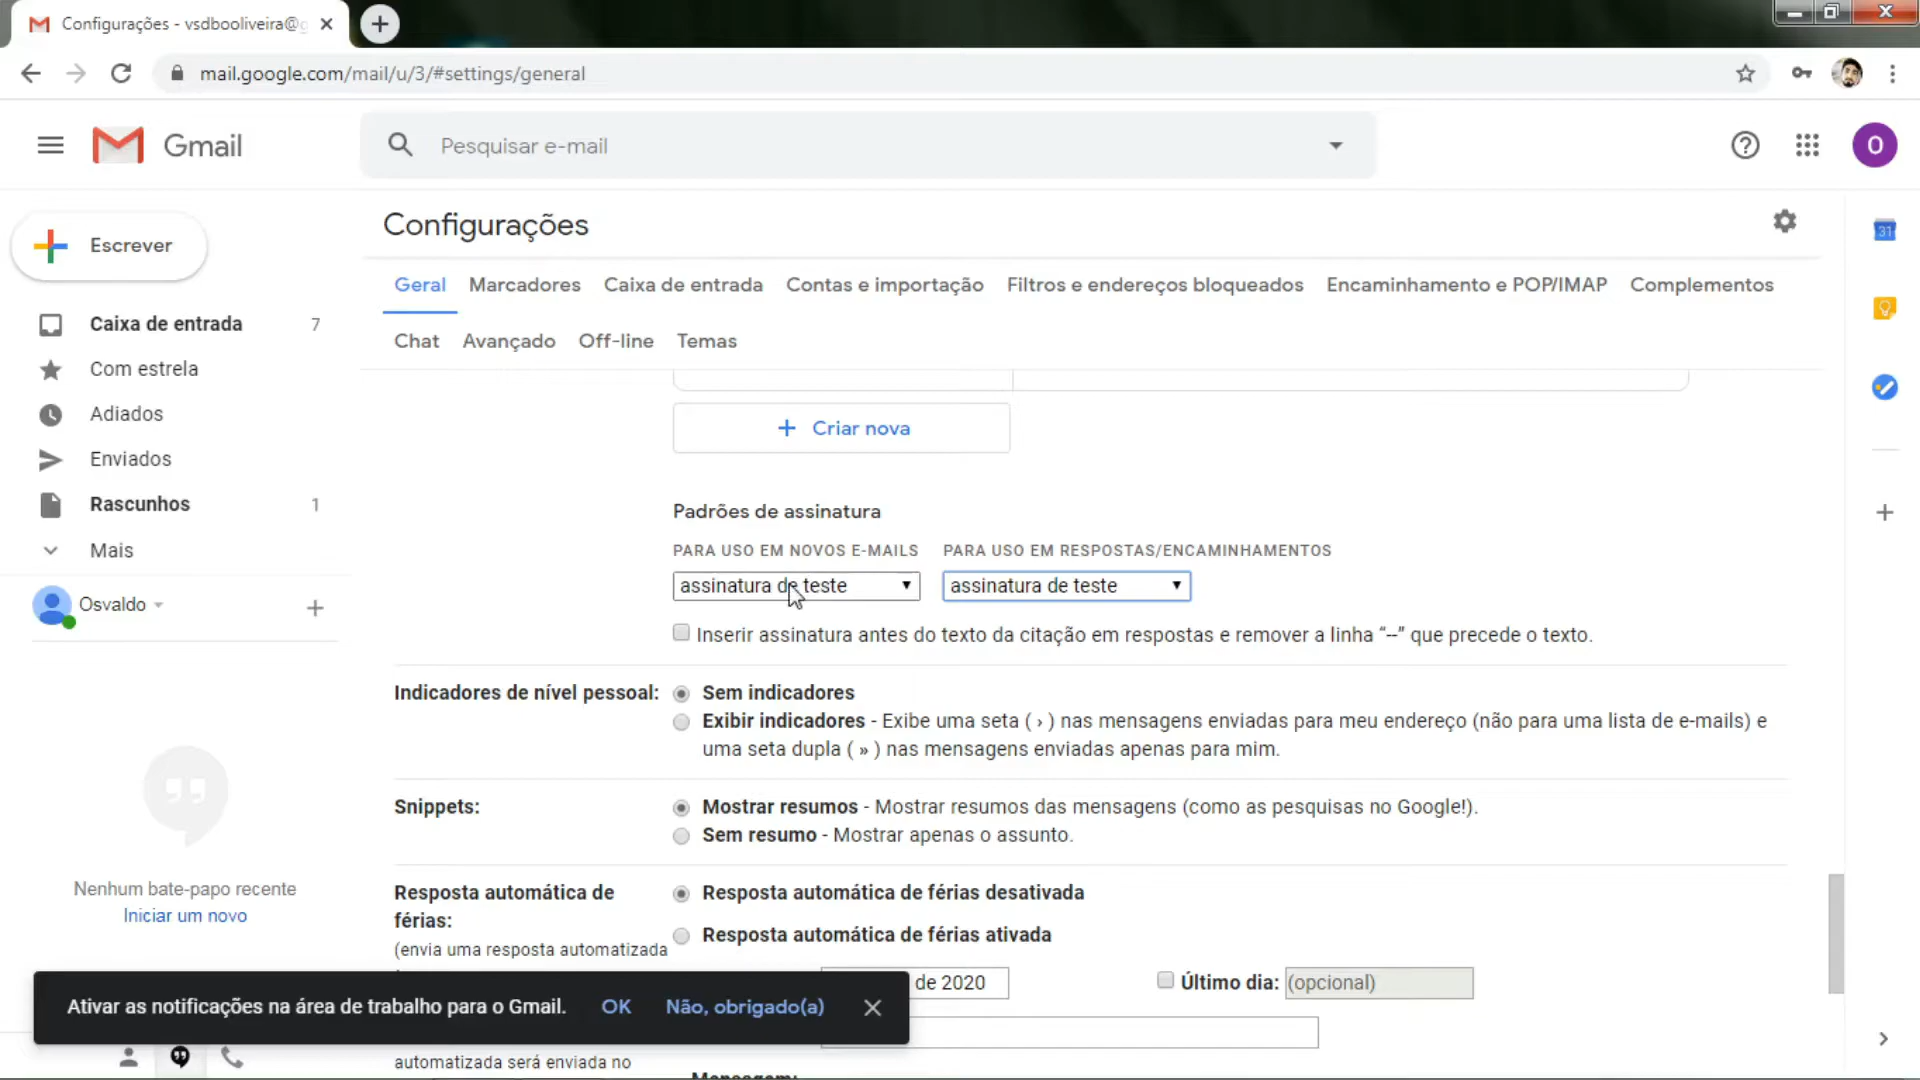 Configurações - vsdbooliveira@g
mail.google.com/mail/u/3/#settings/general
Gmail
Pesquisar e-mail
O
Escrever
Configurações
31
Geral Marcadores Caixa de entrada Contas e importação Filtros e endereços bloqueados Encaminhamento e POP/IMAP Complementos
Chat Avançado Off-line Temas
Caixa de entrada 7
Com estrela
Adiados
Enviados
Rascunhos 1
Mais
Osvaldo
Nenhum bate-papo recente
Iniciar um novo
+ Criar nova
Padrões de assinatura
PARA USO EM NOVOS E-MAILS PARA USO EM RESPOSTAS/ENCAMINHAMENTOS
assinatura de teste assinatura de teste
Inserir assinatura antes do texto da citação em respostas e remover a linha “--” que precede o texto.
Indicadores de nível pessoal: Sem indicadores
Exibir indicadores - Exibe uma seta ( › ) nas mensagens enviadas para meu endereço (não para uma lista de e-mails) e
uma seta dupla ( » ) nas mensagens enviadas apenas para mim.
Snippets: Mostrar resumos - Mostrar resumos das mensagens (como as pesquisas no Google!).
Sem resumo - Mostrar apenas o assunto.
Resposta automática de Resposta automática de férias desativada
férias:
(envia uma resposta automatizada Resposta automática de férias ativada
de 2020 Último dia: (opcional)
Ativar as notificações na área de trabalho para o Gmail. OK Não, obrigado(a)
automatizada será enviada no
Mensagem: